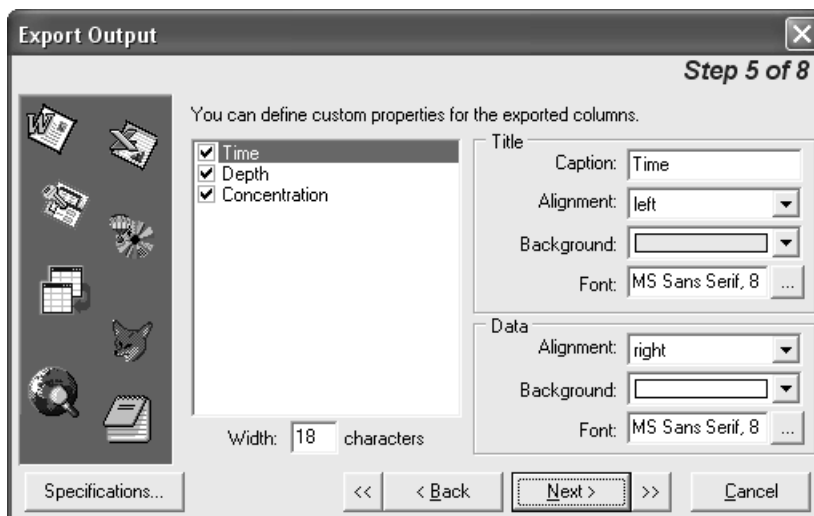 Export Output
Step 5 of 8
You can define custom properties for the exported columns.
Time
Depth
Concentration
Width: 18 characters
Title
Caption: Time
Alignment: left
Background:
Font: MS Sans Serif, 8 ...
Data
Alignment: right
Background:
Font: MS Sans Serif, 8 ...
Specifications... << < Back Next > >> Cancel